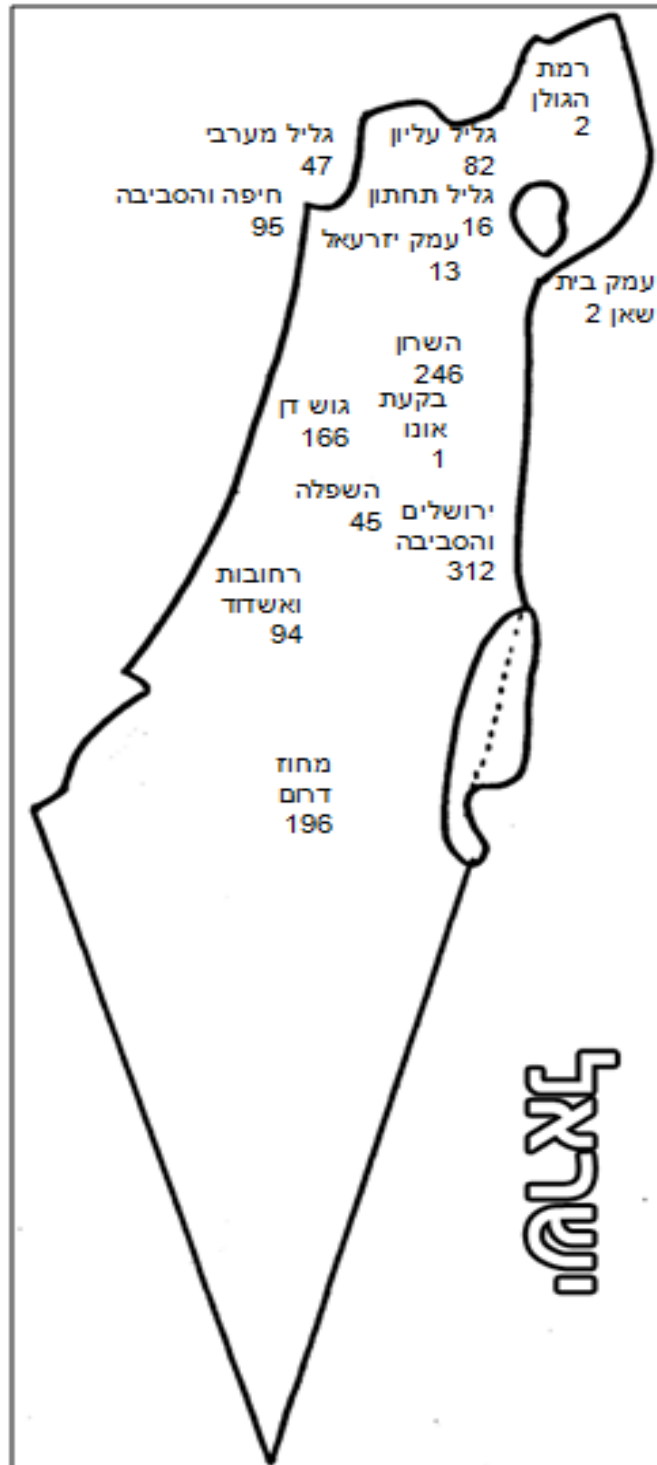 רמת
הגולן
2
גליל מערבי
47
גליל עליון
82
חיפה והסביבה
95
גליל תחתון
16
עמק יזרעאל
13
עמק בית
שאן 2
השרון
246
גוש דן
166
בקעת
אונו
1
השפלה
45
ירושלים
והסביבה
312
רחובות
ואשדוד
94
מחוז
דרום
196
ישראל